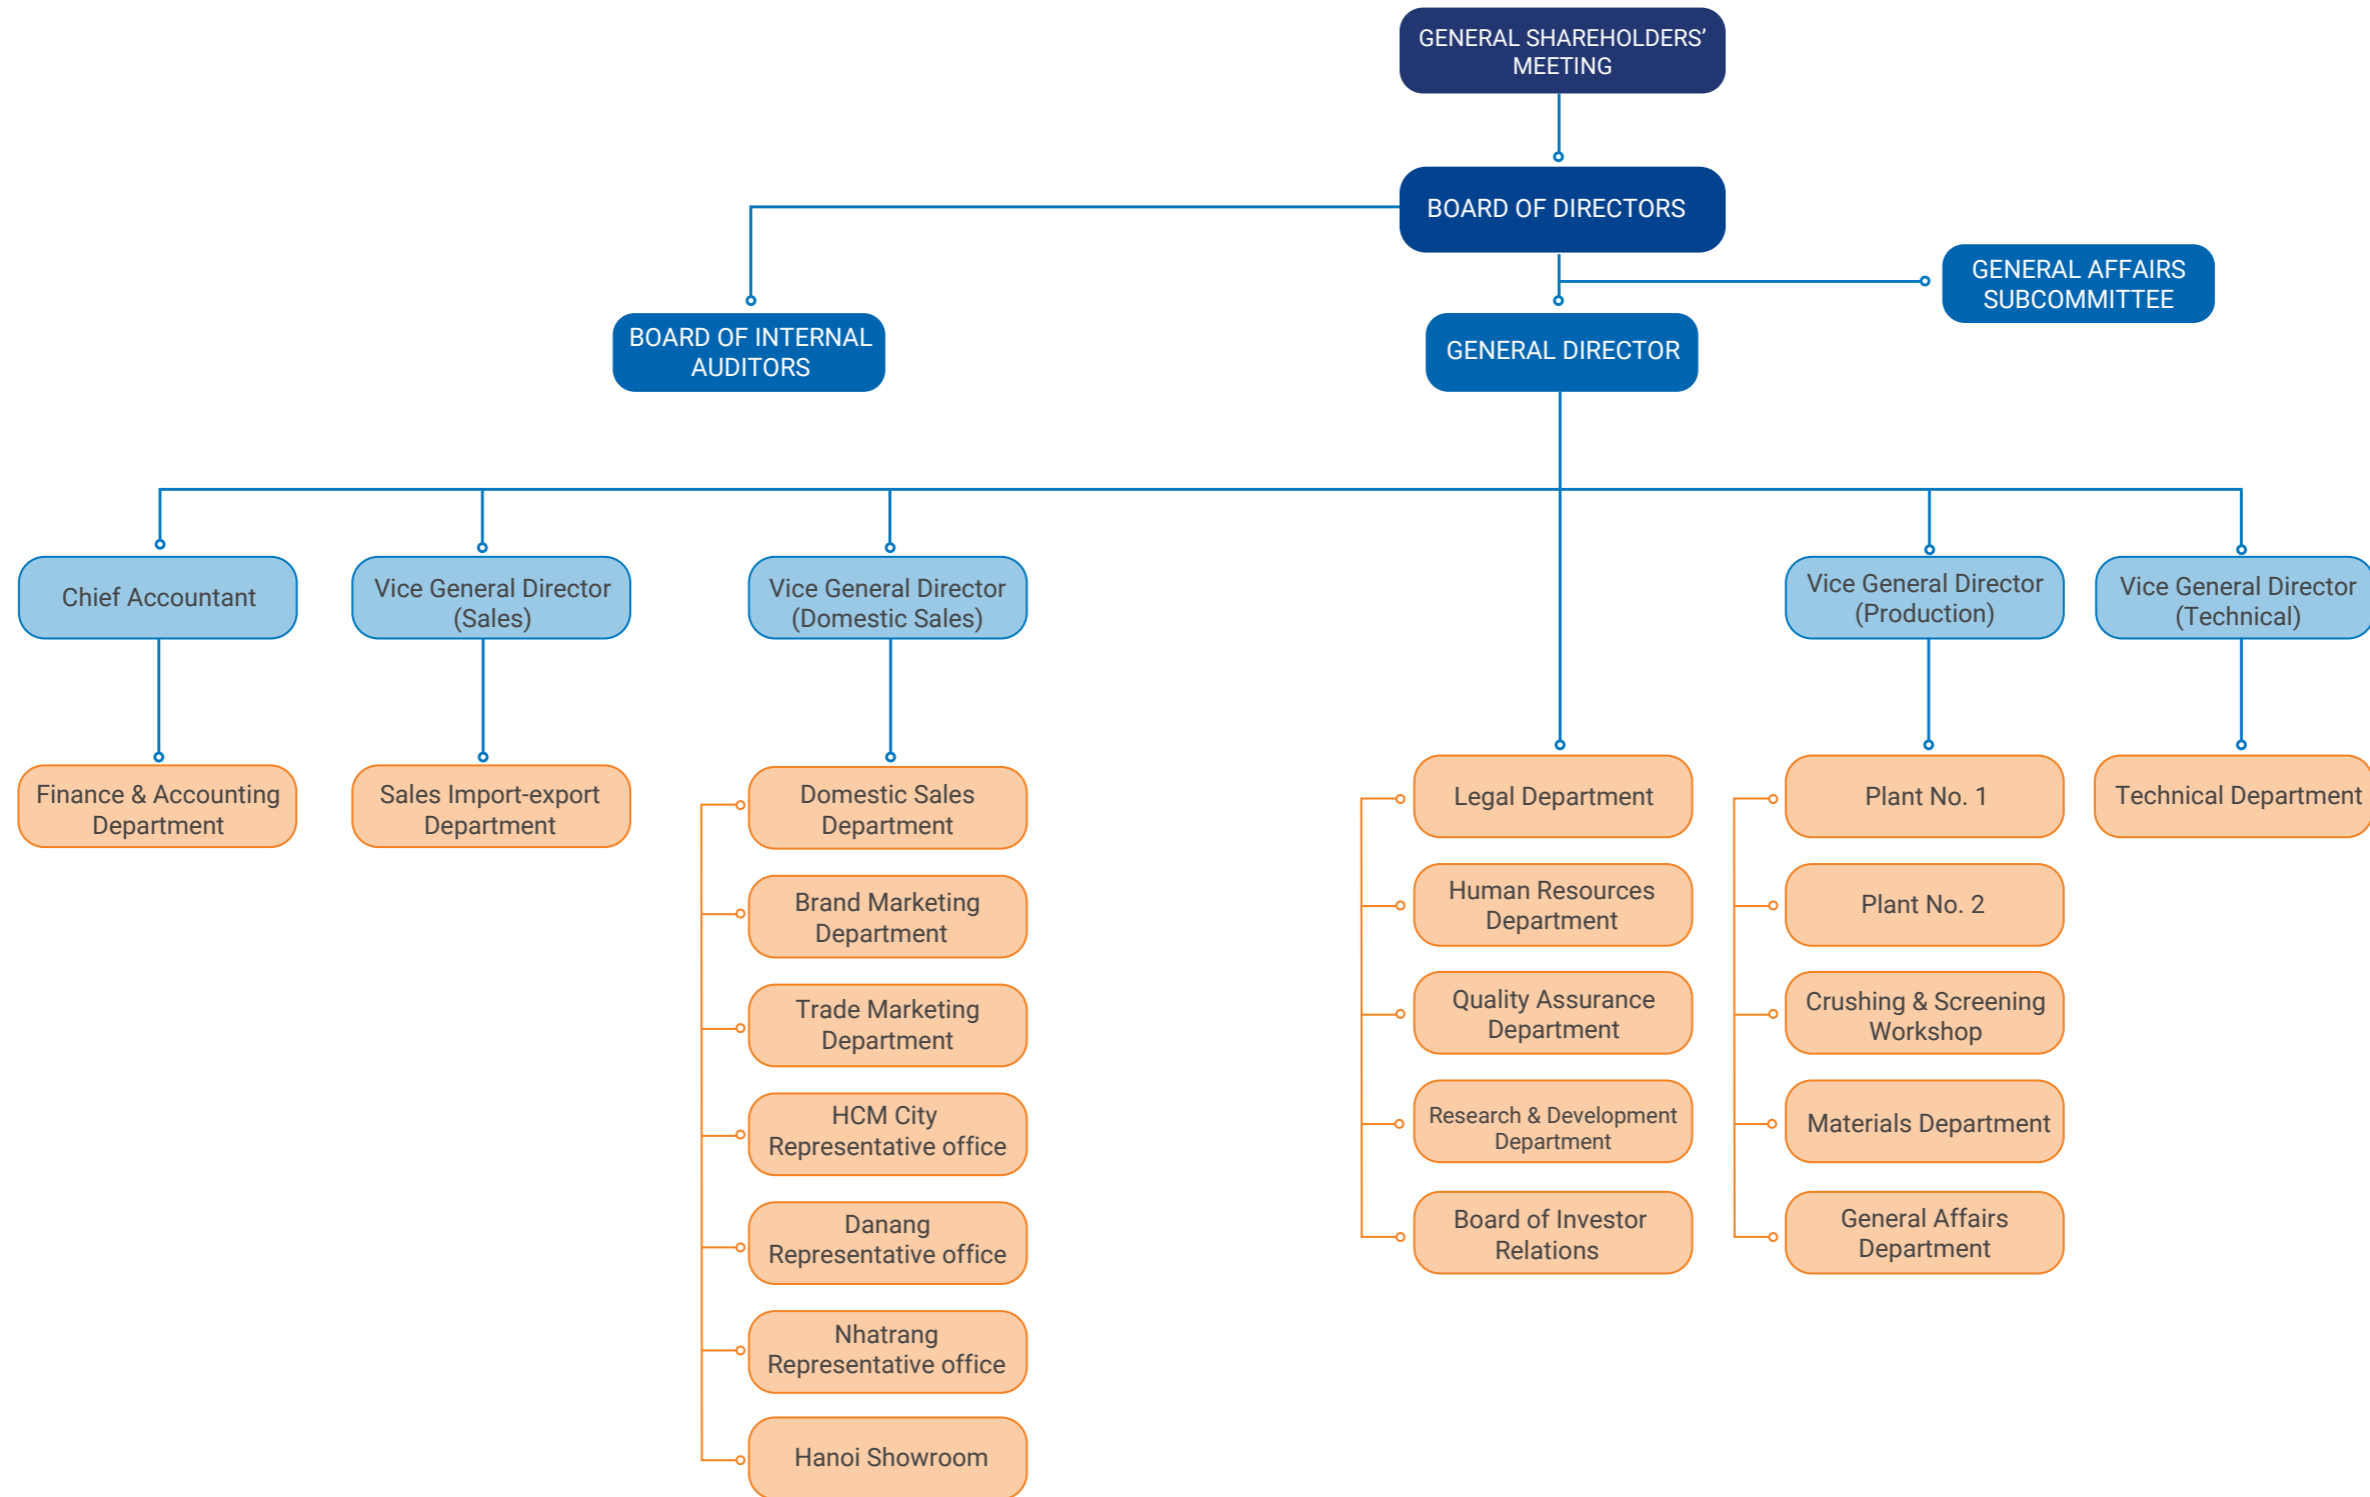 GENERAL SHAREHOLDERS’
MEETING
BOARD OF DIRECTORS
GENERAL AFFAIRS
SUBCOMMITTEE
BOARD OF INTERNAL
AUDITORS
GENERAL DIRECTOR
Chief Accountant
Vice General Director
(Sales)
Vice General Director
(Domestic Sales)
Vice General Director
(Production)
Vice General Director
(Technical)
Finance & Accounting
Department
Sales Import-export
Department
Domestic Sales
Department
Brand Marketing
Department
Trade Marketing
Department
HCM City
Representative office
Danang
Representative office
Nhatrang
Representative office
Hanoi Showroom
Legal Department
Human Resources
Department
Quality Assurance
Department
Research & Development
Department
Board of Investor
Relations
Plant No. 1
Plant No. 2
Crushing & Screening
Workshop
Materials Department
General Affairs
Department
Technical Department